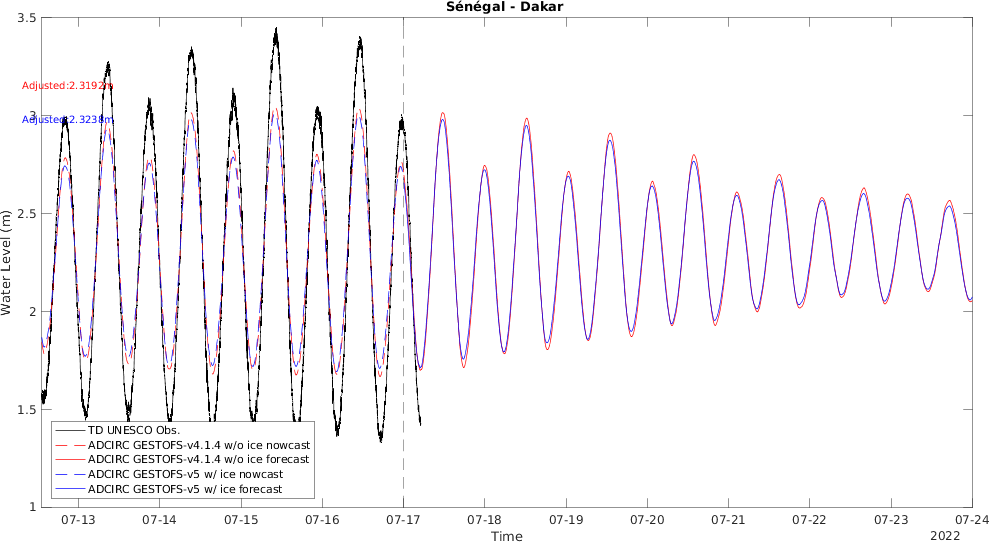 Sénégal - Dakar
3.5
3
2.5
2
1.5
1
Water Level (m)
Adjusted:2.3192m
Adjusted:2.3238m
TD UNESCO Obs.
ADCIRC GESTOFS-v4.1.4 w/o ice nowcast
ADCIRC GESTOFS-v4.1.4 w/o ice forecast
ADCIRC GESTOFS-v5 w/ ice nowcast
ADCIRC GESTOFS-v5 w/ ice forecast
07-13 07-14 07-15 07-16 07-17 07-18 07-19 07-20 07-21 07-22 07-23 07-24
Time
2022